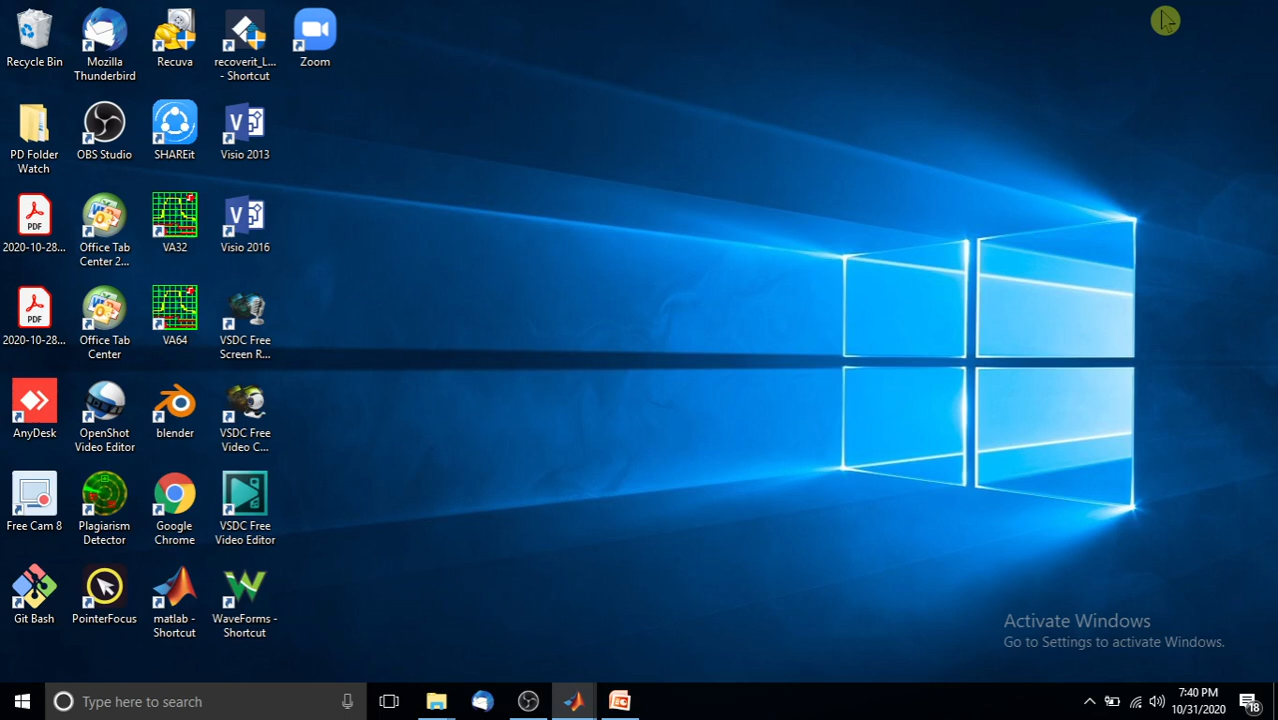 Recycle Bin
Mozilla Thunderbird
Recuva
recoverit_L... - Shortcut
Zoom
PD Folder Watch
OBS Studio
SHAREit
Visio 2013
PDF
2020-10-28...
Office Tab Center 2...
VA32
Visio 2016
PDF
2020-10-28...
Office Tab Center
VA64
VSDC Free Screen R...
AnyDesk
OpenShot Video Editor
blender
VSDC Free Video C...
Free Cam 8
Plagiarism Detector
Google Chrome
VSDC Free Video Editor
Git Bash
PointerFocus
matlab - Shortcut
WaveForms - Shortcut
Activate Windows
Go to Settings to activate Windows.
Type here to search
7:40 PM
10/31/2020
18